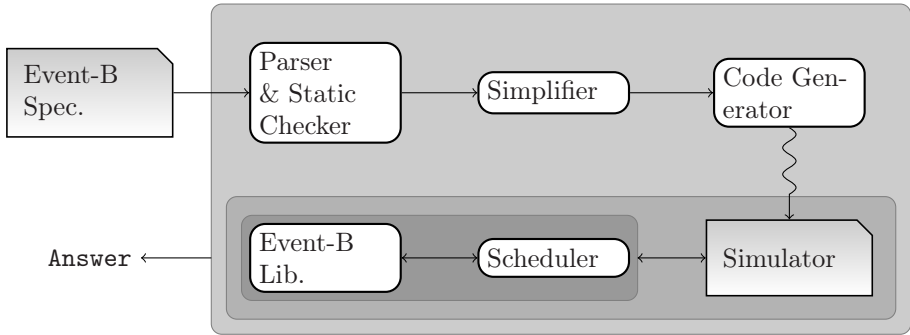 Event-B
Spec.
Parser
& Static
Checker
Simplifier
Code Gen-
erator
Answer
Event-B
Lib.
Scheduler
Simulator